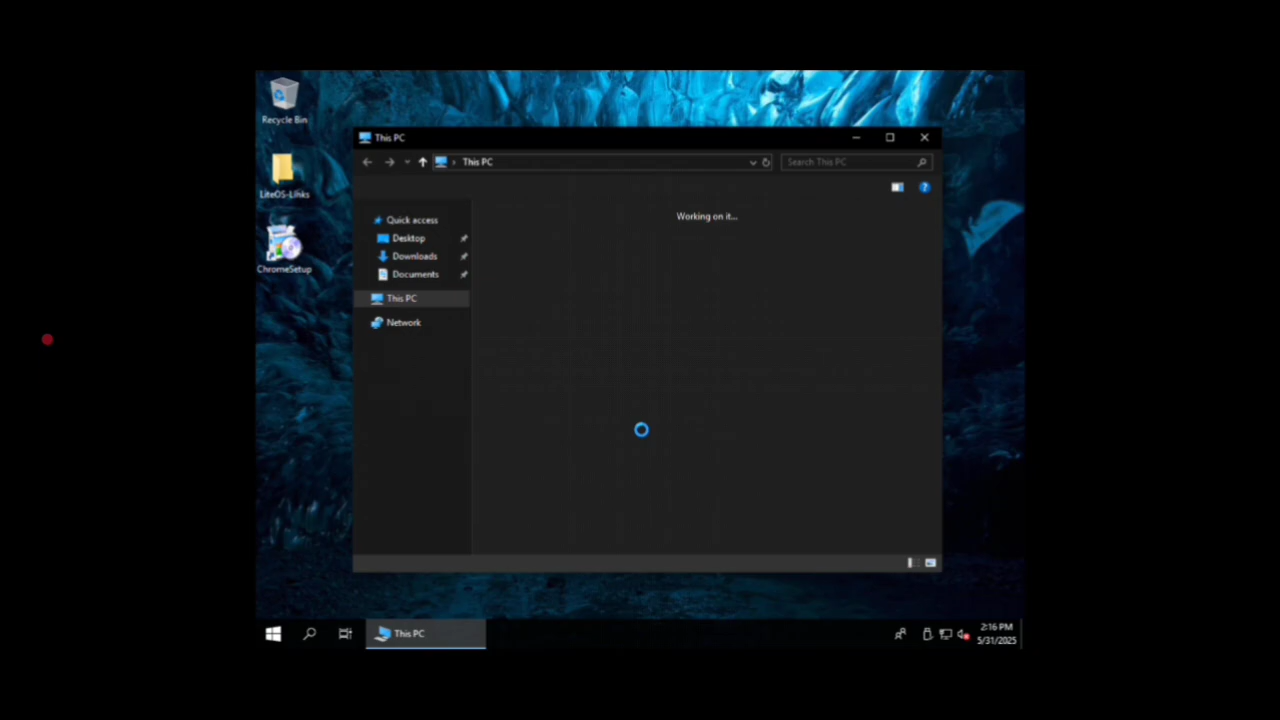 Recycle Bin
LiteOS-Links
ChromeSetup
This PC
This PC
Search This PC
Quick access
Desktop
Downloads
Documents
This PC
Network
Working on it...
This PC
2:16 PM
5/31/2025